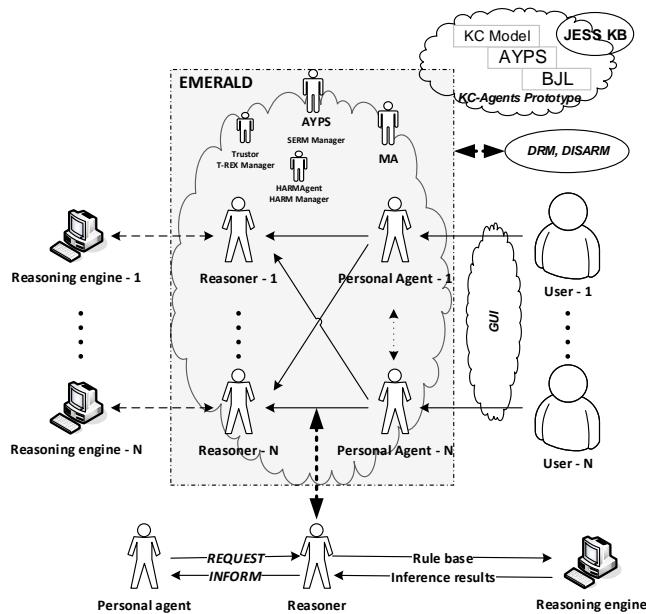 KC Model
JESS KB
AYPS
BJL
KC-Agents Prototype
EMERALD
AYPS
SERM Manager
Trustor
T-REX Manager
MA
HARMAgent
HARM Manager
DRM, DISARM
Reasoning engine - 1
Reasoner - 1
Personal Agent - 1
User - 1
GUI
Reasoning engine - N
Reasoner - N
Personal Agent - N
User - N
REQUEST
Rule base
INFORM
Inference results
Personal agent
Reasoner
Reasoning engine